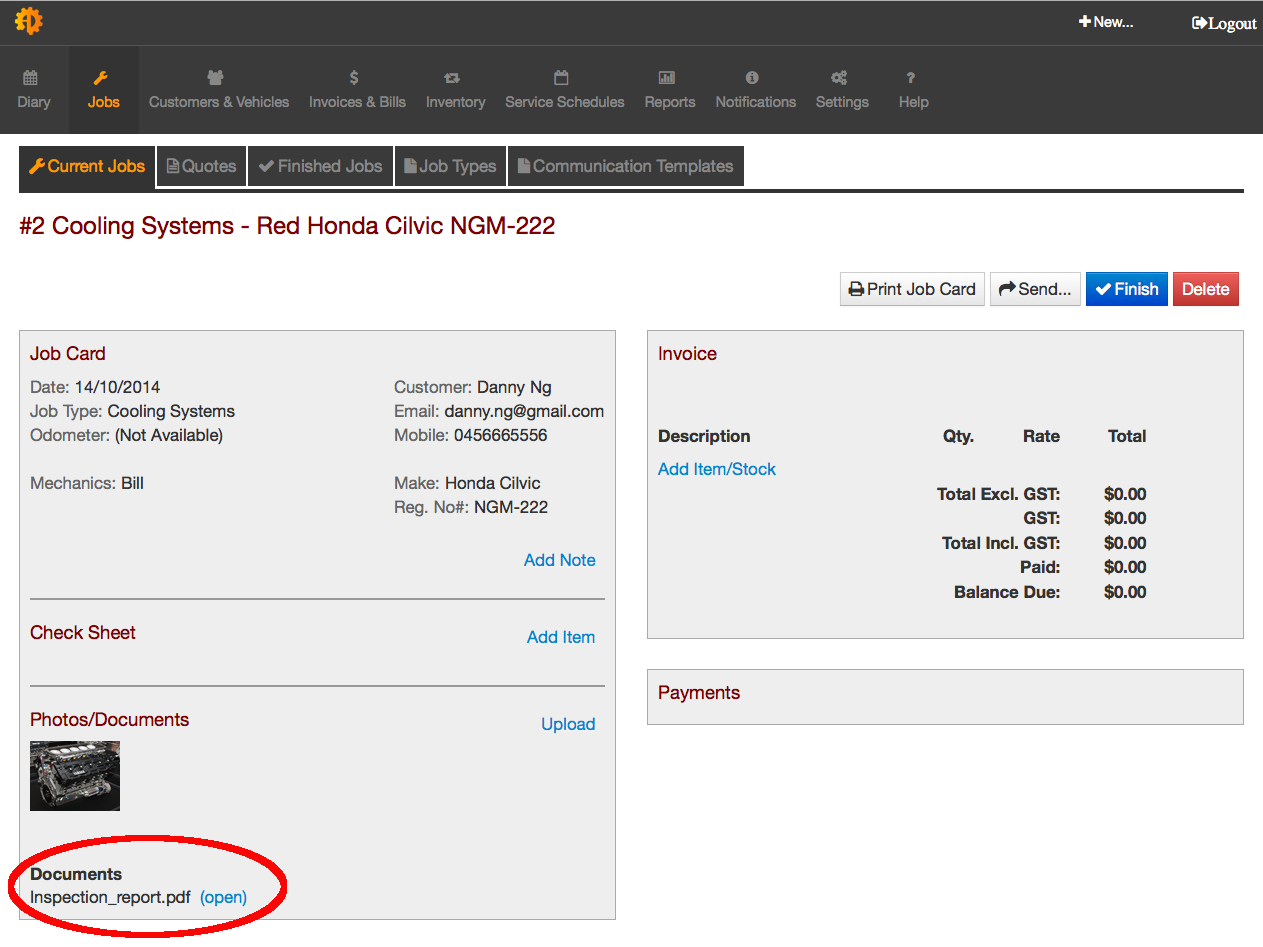 New...
Logout
Diary
Jobs
Customers & Vehicles
Invoices & Bills
Inventory
Service Schedules
Reports
Notifications
Settings
Help
Current Jobs
Quotes
Finished Jobs
Job Types
Communication Templates
#2 Cooling Systems - Red Honda Cilvic NGM-222
Print Job Card
Send...
Finish
Delete
Job Card
Date: 14/10/2014
Job Type: Cooling Systems
Odometer: (Not Available)
Mechanics: Bill
Customer: Danny Ng
Email: danny.ng@gmail.com
Mobile: 0456665556
Make: Honda Cilvic
Reg. No#: NGM-222
Add Note
Check Sheet
Add Item
Photos/Documents
Upload
Documents
Inspection_report.pdf (open)
Invoice
Description Qty. Rate Total
Add Item/Stock
Total Excl. GST: $0.00
GST: $0.00
Total Incl. GST: $0.00
Paid: $0.00
Balance Due: $0.00
Payments